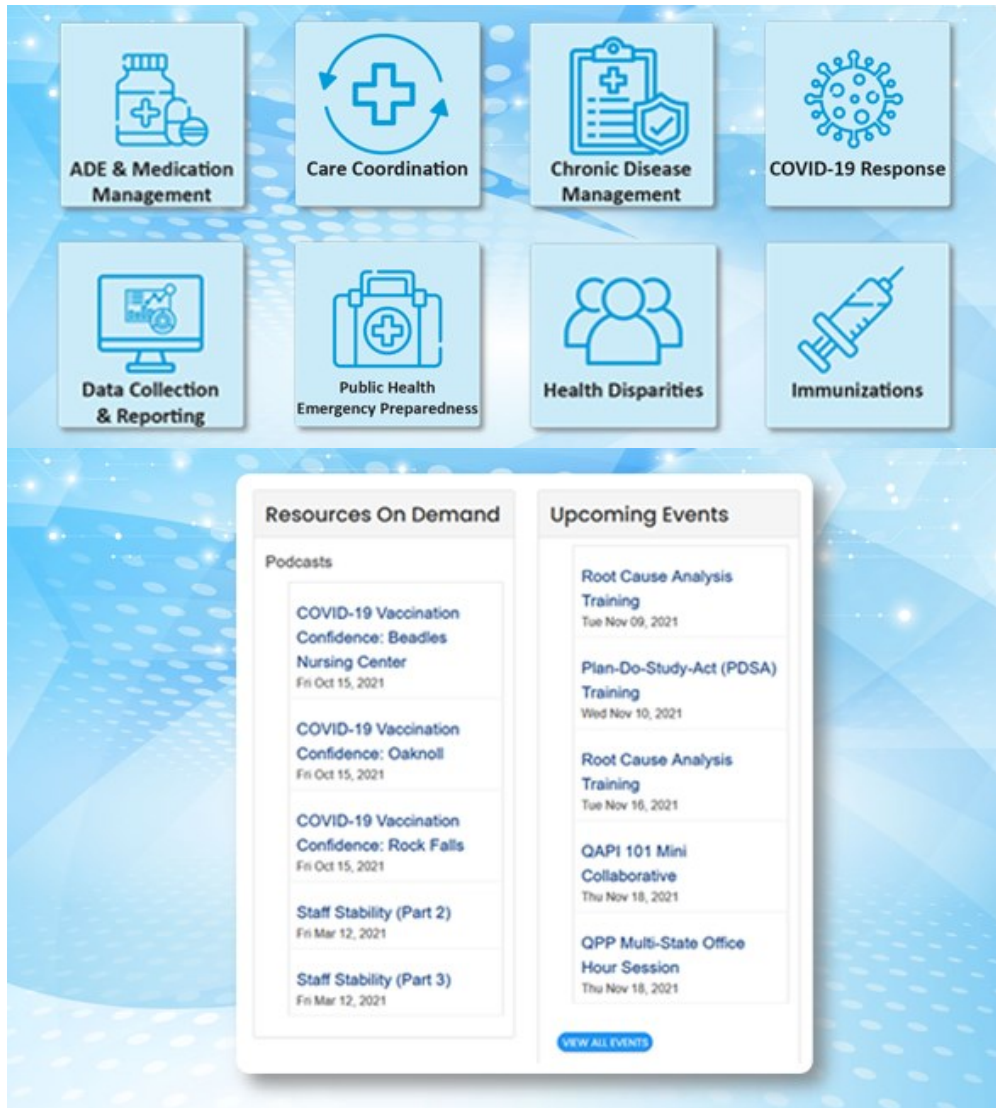 ADE & Medication
Management
Care Coordination
Chronic Disease
Management
COVID-19 Response
Data Collection
& Reporting
Public Health
Emergency Preparedness
Health Disparities
Immunizations
Resources On Demand
Podcasts
COVID-19 Vaccination
Confidence: Beadles
Nursing Center
Fri Oct 15, 2021
COVID-19 Vaccination
Confidence: Oaknoll
Fri Oct 15, 2021
COVID-19 Vaccination
Confidence: Rock Falls
Fri Oct 15, 2021
Staff Stability (Part 2)
Fri Mar 12, 2021
Staff Stability (Part 3)
Fri Mar 12, 2021
Upcoming Events
Root Cause Analysis
Training
Tue Nov 09, 2021
Plan-Do-Study-Act (PDSA)
Training
Wed Nov 10, 2021
Root Cause Analysis
Training
Tue Nov 16, 2021
QAPI 101 Mini
Collaborative
Thu Nov 18, 2021
QPP Multi-State Office
Hour Session
Thu Nov 18, 2021
VIEW ALL EVENTS